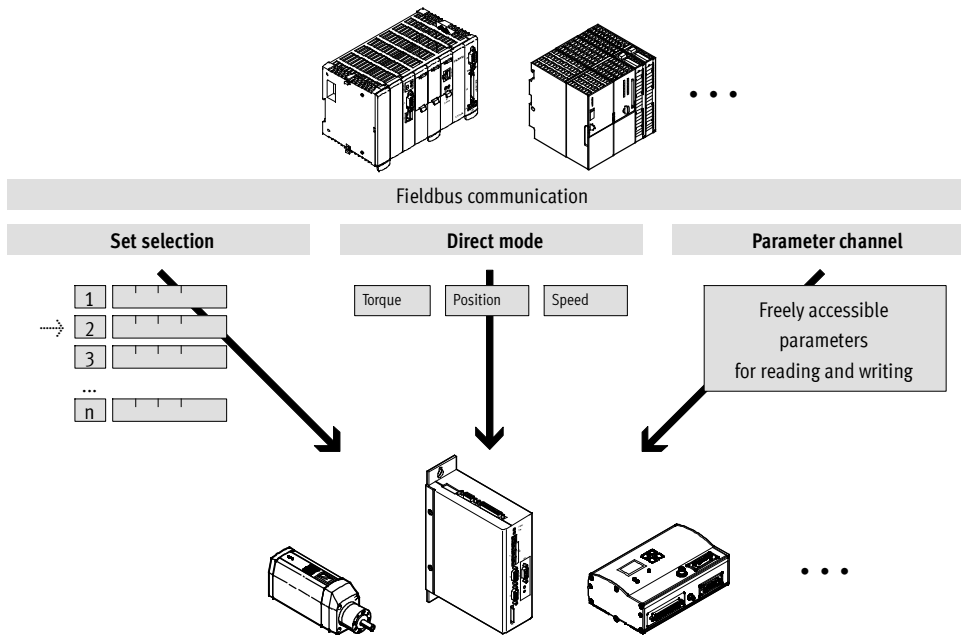 • • •
Fieldbus communication
Set selection
Direct mode
Parameter channel
1
2
3
...
n
Torque
Position
Speed
Freely accessible
parameters
for reading and writing
• • •